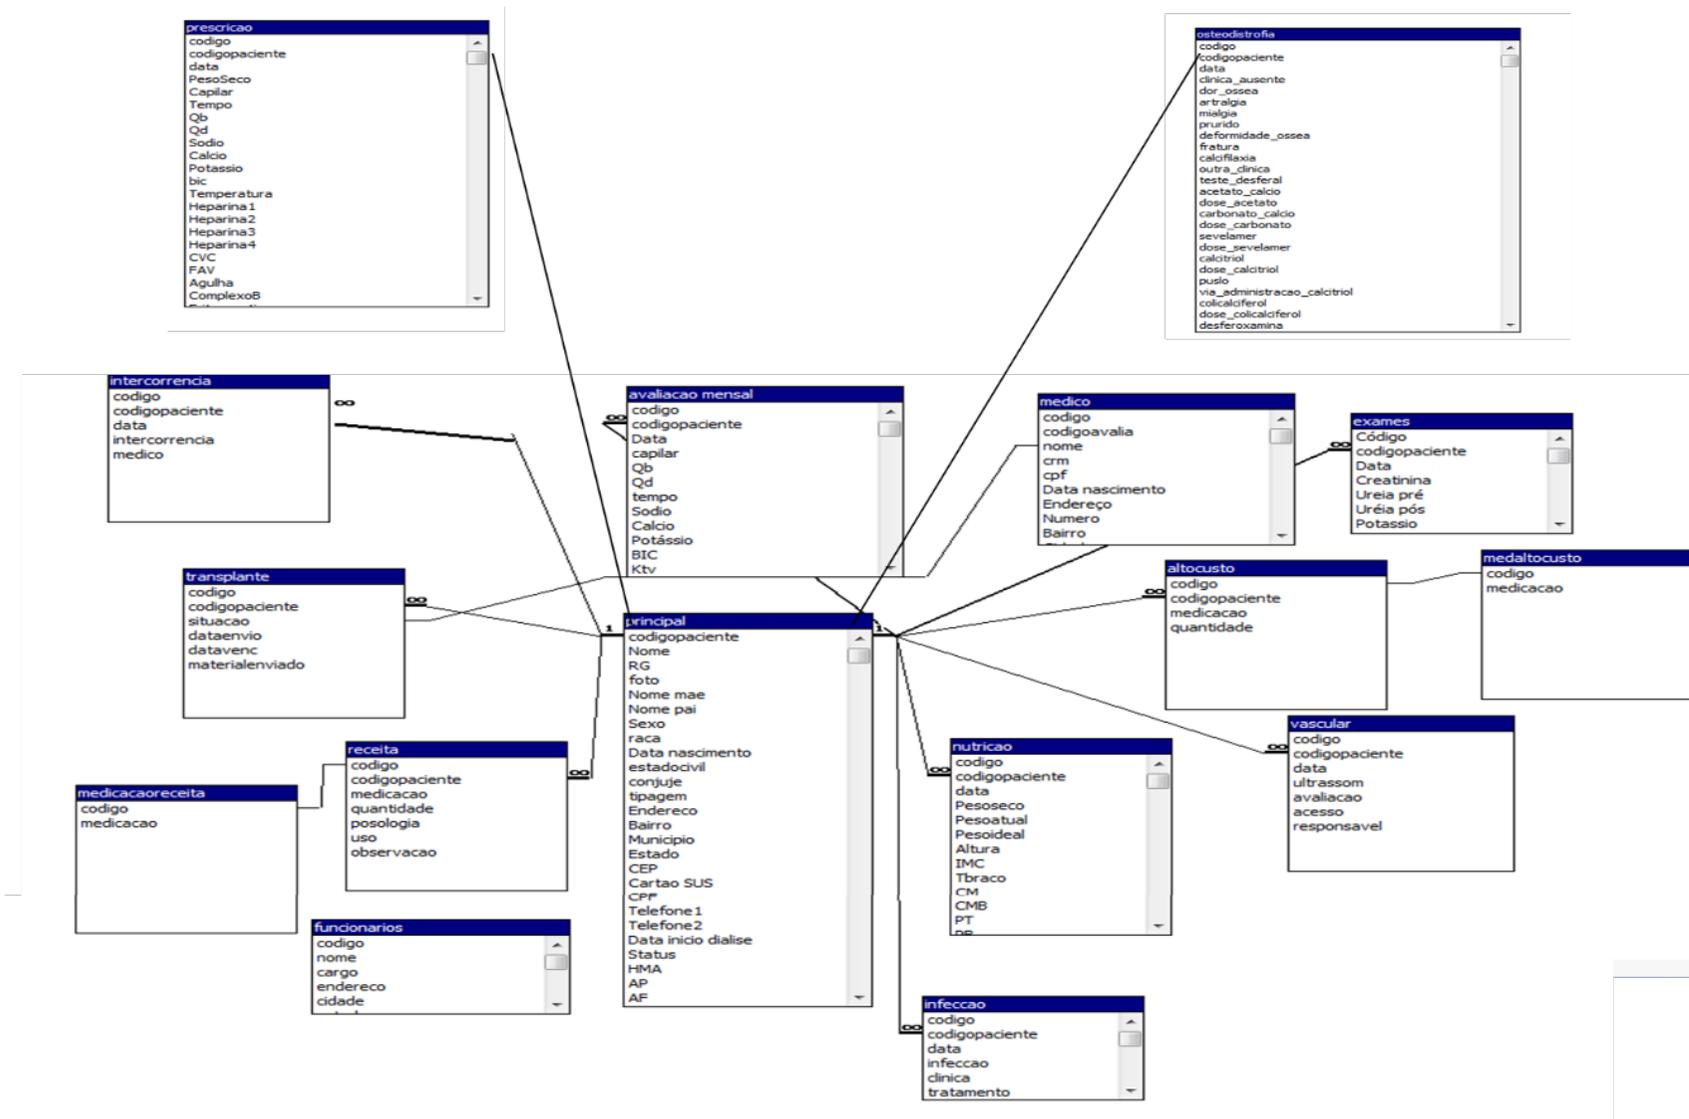 prescricao
codigo
codigopaciente
data
PesoSeco
Capilar
Tempo
Qb
Qd
Sodio
Calcio
Potassio
bic
Temperatura
Heparina1
Heparina2
Heparina3
Heparina4
CVC
FAV
Agulha
ComplexoB
osteodistrofia
codigo
codigopaciente
data
clinica_ausente
dor_ossea
artralgia
mialgia
prurido
deformidade_ossea
fratura
calcifilaxia
outra_clinica
teste_desferal
acetato_calcio
dose_acetato
carbonato_calcio
dose_carbonato
sevelamer
dose_sevelamer
calcitriol
dose_calcitriol
puslo
via_administracao_calcitriol
colicalciferol
dose_colicalciferol
desferoxamina
intercorrencia
codigo
codigopaciente
data
intercorrencia
medico
∞
avaliacao mensal
codigo
codigopaciente
Data
capilar
Qb
Qd
tempo
Sodio
Calcio
Potássio
BIC
Ktv
∞
medico
codigo
codigoavalia
nome
crm
cpf
Data nascimento
Endereço
Numero
Bairro
exames
Código
codigopaciente
Data
Creatinina
Ureia pré
Uréia pós
Potassio
∞
transplante
codigo
codigopaciente
situacao
dataenvio
datavenc
materialenviado
∞
altocusto
codigo
codigopaciente
medicacao
quantidade
∞
medaltocusto
codigo
medicacao
1
principal
codigopaciente
Nome
RG
foto
Nome mae
Nome pai
Sexo
raca
Data nascimento
estadocivil
conjuje
tipagem
Endereco
Bairro
Municipio
Estado
CEP
Cartao SUS
CPF
Telefone1
Telefone2
Data inicio dialise
Status
HMA
AP
AF
1
receita
codigo
codigopaciente
medicacao
quantidade
posologia
uso
observacao
∞
medicacaoreceita
codigo
medicacao
nutricao
codigo
codigopaciente
data
Pesoseco
Pesoatual
Pesoideal
Altura
IMC
Tbraco
CM
CMB
PT
∞
vascular
codigo
codigopaciente
data
ultrassom
avaliacao
acesso
responsavel
∞
funcionarios
codigo
nome
cargo
endereco
cidade
infeccao
codigo
codigopaciente
data
infeccao
clinica
tratamento
∞